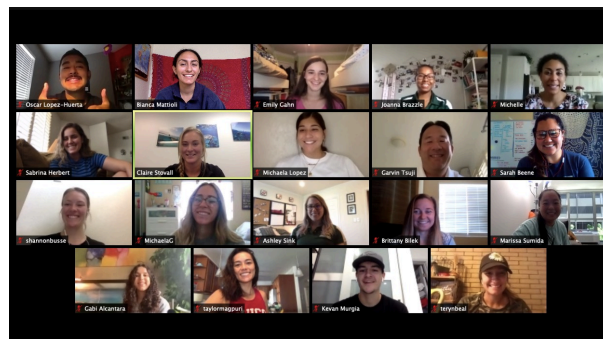 Oscar Lopez-Huerta
Bianca Mattioli
Emily Gahn
Joanna Brazzle
Michelle
Sabrina Herbert
Claire Stovall
Michaela Lopez
Garvin Tsuji
Sarah Beene
shannonbusse
MichaelaG
Ashley Sink
Brittany Bilek
Marissa Sumida
Gabi Alcantara
taylormagpuri
Kevan Murgia
terynbeal